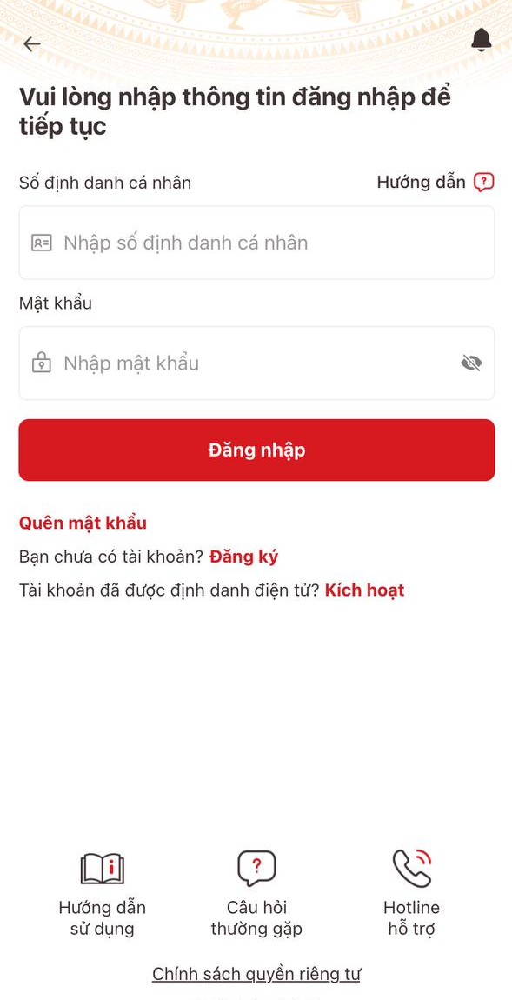 Vui lòng nhập thông tin đăng nhập để
tiếp tục
Số định danh cá nhân
Hướng dẫn
Nhập số định danh cá nhân
Mật khẩu
Nhập mật khẩu
Đăng nhập
Quên mật khẩu
Bạn chưa có tài khoản? Đăng ký
Tài khoản đã được định danh điện tử? Kích hoạt
Hướng dẫn
sử dụng
Câu hỏi
thường gặp
Hotline
hỗ trợ
Chính sách quyền riêng tư